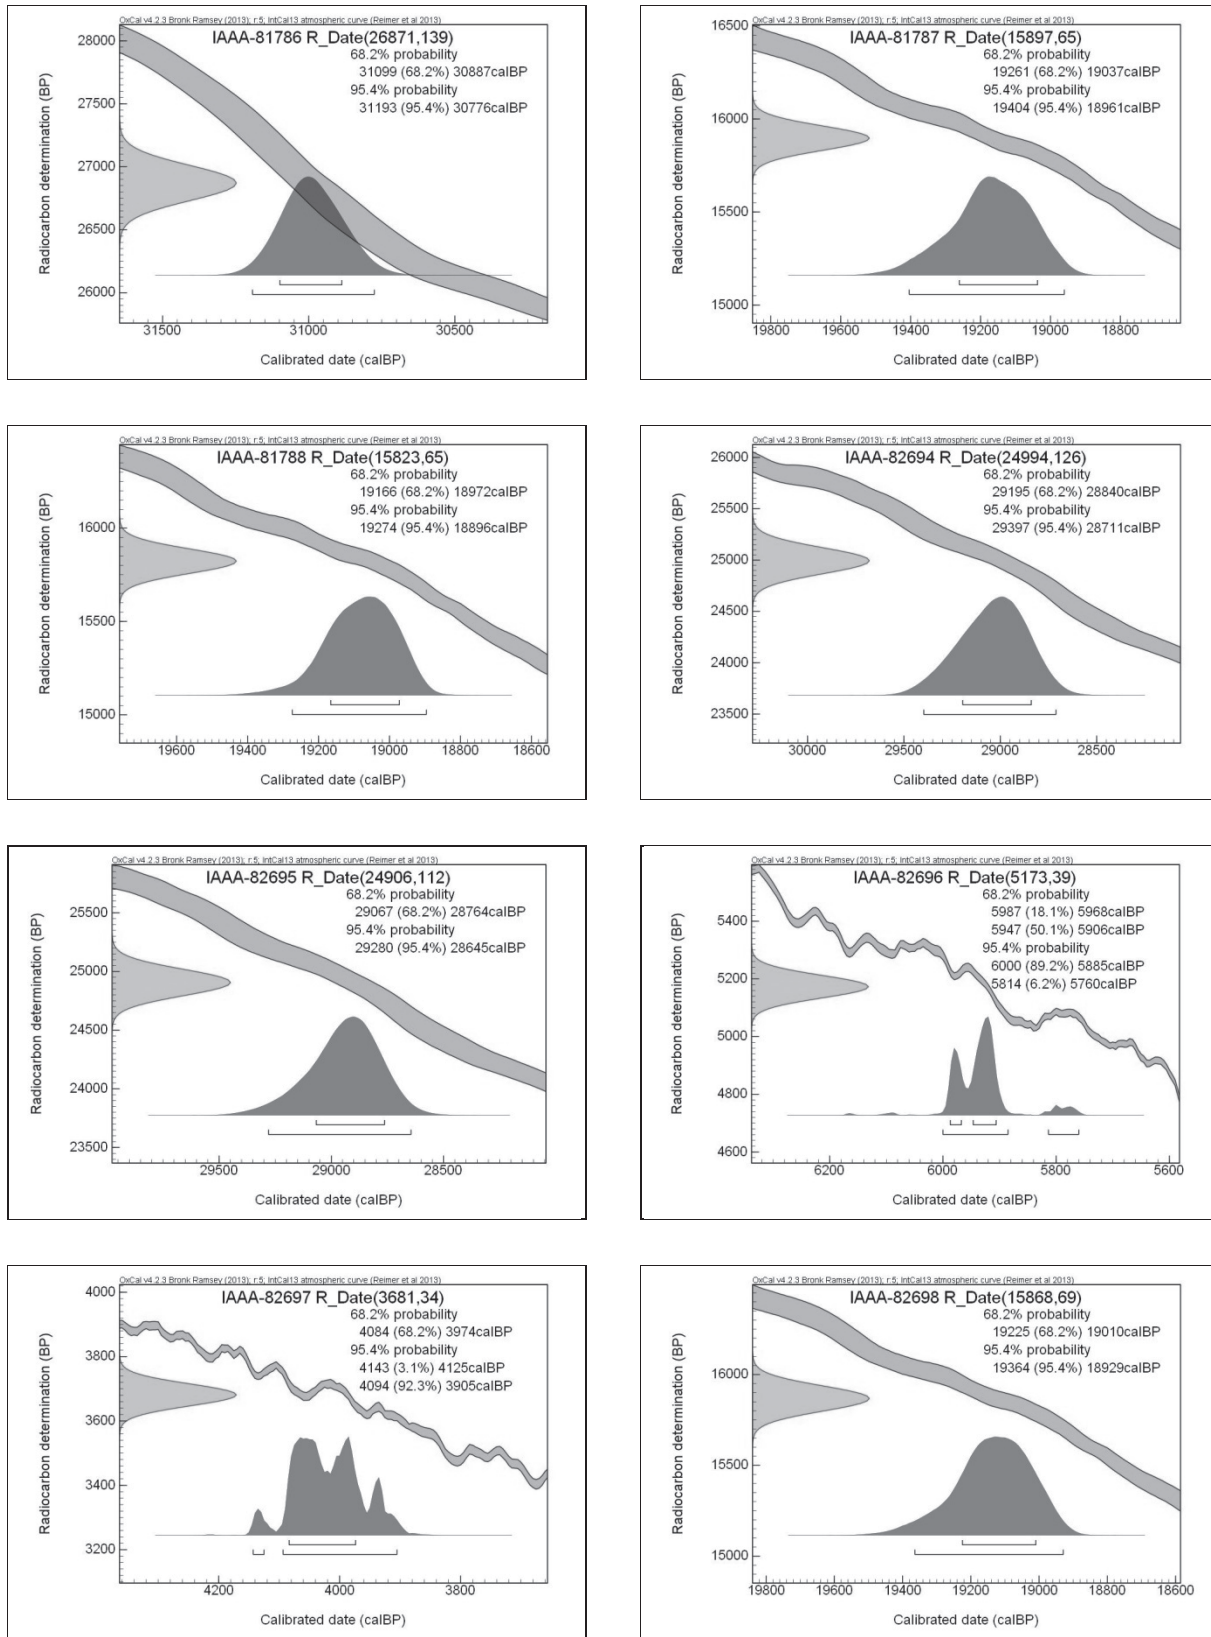 OxCal v4.2.3 Bronk Ramsey (2013); r:5; IntCal13 atmospheric curve (Reimer et al 2013)
IAAA-81786 R_Date(26871,139)
68.2% probability
31099 (68.2%) 30887calBP
95.4% probability
31193 (95.4%) 30776calBP
Radiocarbon determination (BP)
28000
27500
27000
26500
26000
31500 31000 30500
Calibrated date (calBP)
OxCal v4.2.3 Bronk Ramsey (2013); r:5; IntCal13 atmospheric curve (Reimer et al 2013)
IAAA-81787 R_Date(15897,65)
68.2% probability
19261 (68.2%) 19037calBP
95.4% probability
19404 (95.4%) 18961calBP
Radiocarbon determination (BP)
16500
16000
15500
15000
19800 19600 19400 19200 19000 18800
Calibrated date (calBP)
OxCal v4.2.3 Bronk Ramsey (2013); r:5; IntCal13 atmospheric curve (Reimer et al 2013)
IAAA-81788 R_Date(15823,65)
68.2% probability
19166 (68.2%) 18972calBP
95.4% probability
19274 (95.4%) 18896calBP
Radiocarbon determination (BP)
16000
15500
15000
19600 19400 19200 19000 18800 18600
Calibrated date (calBP)
OxCal v4.2.3 Bronk Ramsey (2013); r:5; IntCal13 atmospheric curve (Reimer et al 2013)
IAAA-82694 R_Date(24994,126)
68.2% probability
29195 (68.2%) 28840calBP
95.4% probability
29397 (95.4%) 28711calBP
Radiocarbon determination (BP)
26000
25500
25000
24500
24000
23500
30000 29500 29000 28500
Calibrated date (calBP)
OxCal v4.2.3 Bronk Ramsey (2013); r:5; IntCal13 atmospheric curve (Reimer et al 2013)
IAAA-82695 R_Date(24906,112)
68.2% probability
29067 (68.2%) 28764calBP
95.4% probability
29280 (95.4%) 28645calBP
Radiocarbon determination (BP)
25500
25000
24500
24000
23500
29500 29000 28500
Calibrated date (calBP)
OxCal v4.2.3 Bronk Ramsey (2013); r:5; IntCal13 atmospheric curve (Reimer et al 2013)
IAAA-82696 R_Date(5173,39)
68.2% probability
5987 (18.1%) 5968calBP
5947 (50.1%) 5906calBP
95.4% probability
6000 (89.2%) 5885calBP
5814 (6.2%) 5760calBP
Radiocarbon determination (BP)
5400
5200
5000
4800
4600
6200 6000 5800 5600
Calibrated date (calBP)
OxCal v4.2.3 Bronk Ramsey (2013); r:5; IntCal13 atmospheric curve (Reimer et al 2013)
IAAA-82697 R_Date(3681,34)
68.2% probability
4084 (68.2%) 3974calBP
95.4% probability
4143 (3.1%) 4125calBP
4094 (92.3%) 3905calBP
Radiocarbon determination (BP)
4000
3800
3600
3400
3200
4200 4000 3800
Calibrated date (calBP)
OxCal v4.2.3 Bronk Ramsey (2013); r:5; IntCal13 atmospheric curve (Reimer et al 2013)
IAAA-82698 R_Date(15868,69)
68.2% probability
19225 (68.2%) 19010calBP
95.4% probability
19364 (95.4%) 18929calBP
Radiocarbon determination (BP)
16000
15500
15000
19800 19600 19400 19200 19000 18800 18600
Calibrated date (calBP)